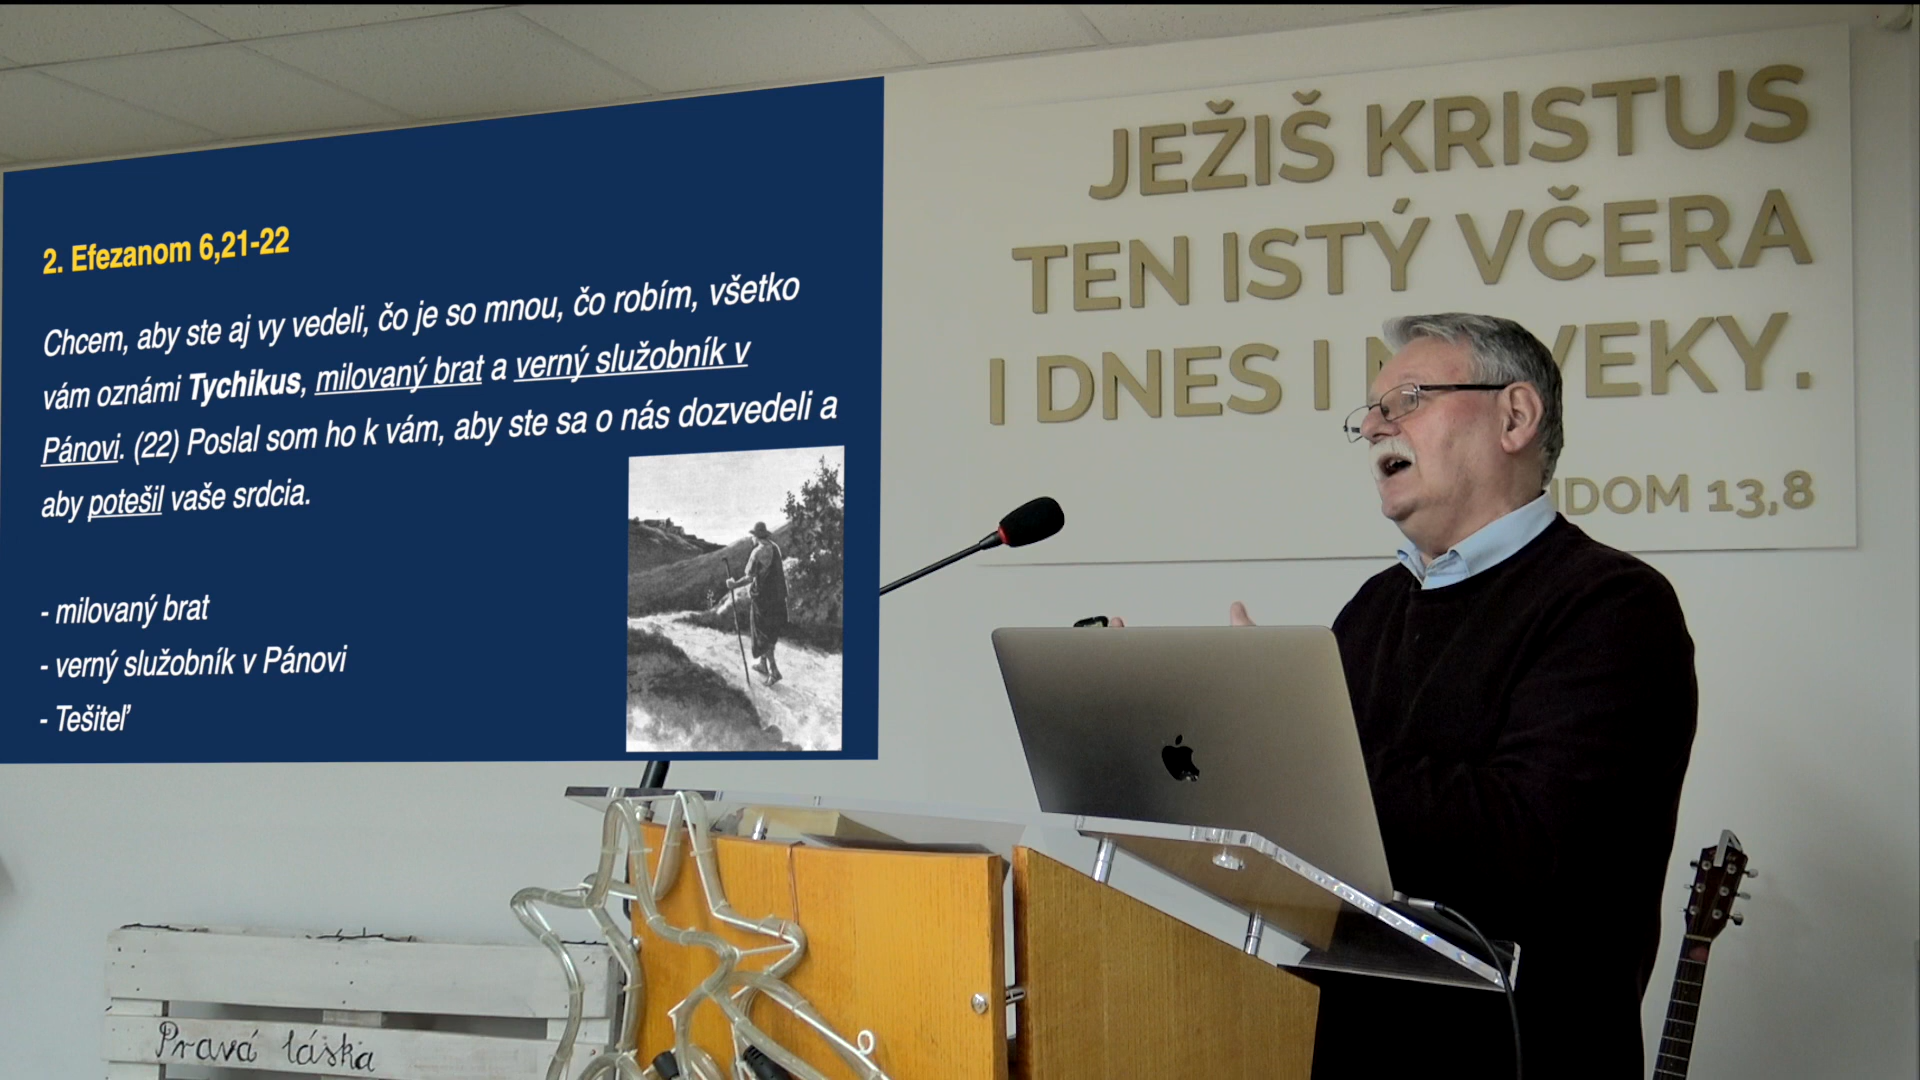 2. Efezanom 6,21-22
Chcem, aby ste aj vy vedeli, čo je so mnou, čo robím, všetko
vám oznámi Tychikus, milovaný brat a verný služobník v
Pánovi. (22) Poslal som ho k vám, aby ste sa o nás dozvedeli a
aby potešil vaše srdcia.
- milovaný brat
- verný služobník v Pánovi
- Tešiteľ
JEŽIŠ KRISTUS
TEN ISTÝ VČERA
I DNES I VEKY.
IDOM 13,8
Pravá láska